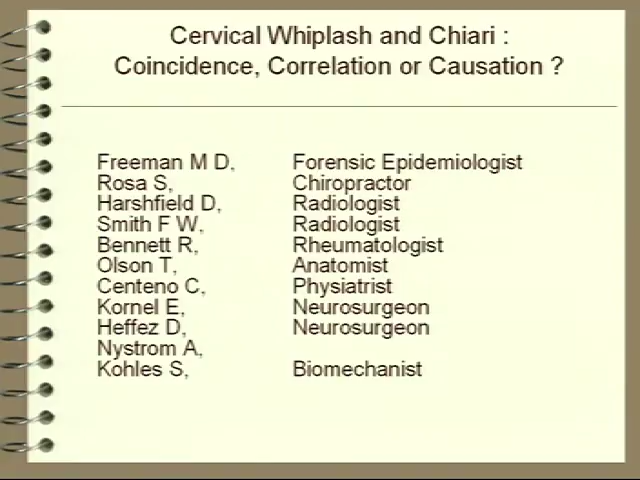 Cervical Whiplash and Chiari :
Coincidence, Correlation or Causation ?
Freeman M D, Forensic Epidemiologist
Rosa S, Chiropractor
Harshfield D, Radiologist
Smith F W, Radiologist
Bennett R, Rheumatologist
Olson T, Anatomist
Centeno C, Physiatrist
Kornel E, Neurosurgeon
Heffez D, Neurosurgeon
Nystrom A,
Kohles S, Biomechanist